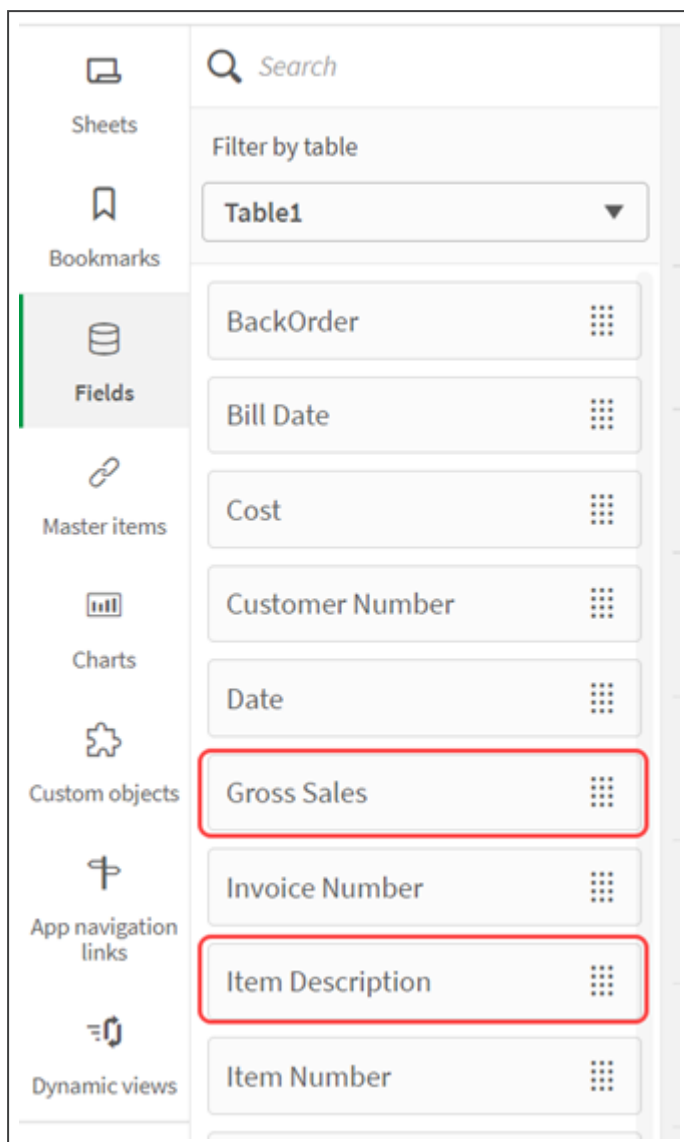 Sheets
Bookmarks
Fields
Master items
Charts
Custom objects
App navigation
links
Dynamic views
Search
Filter by table
Table1
BackOrder
Bill Date
Cost
Customer Number
Date
Gross Sales
Invoice Number
Item Description
Item Number